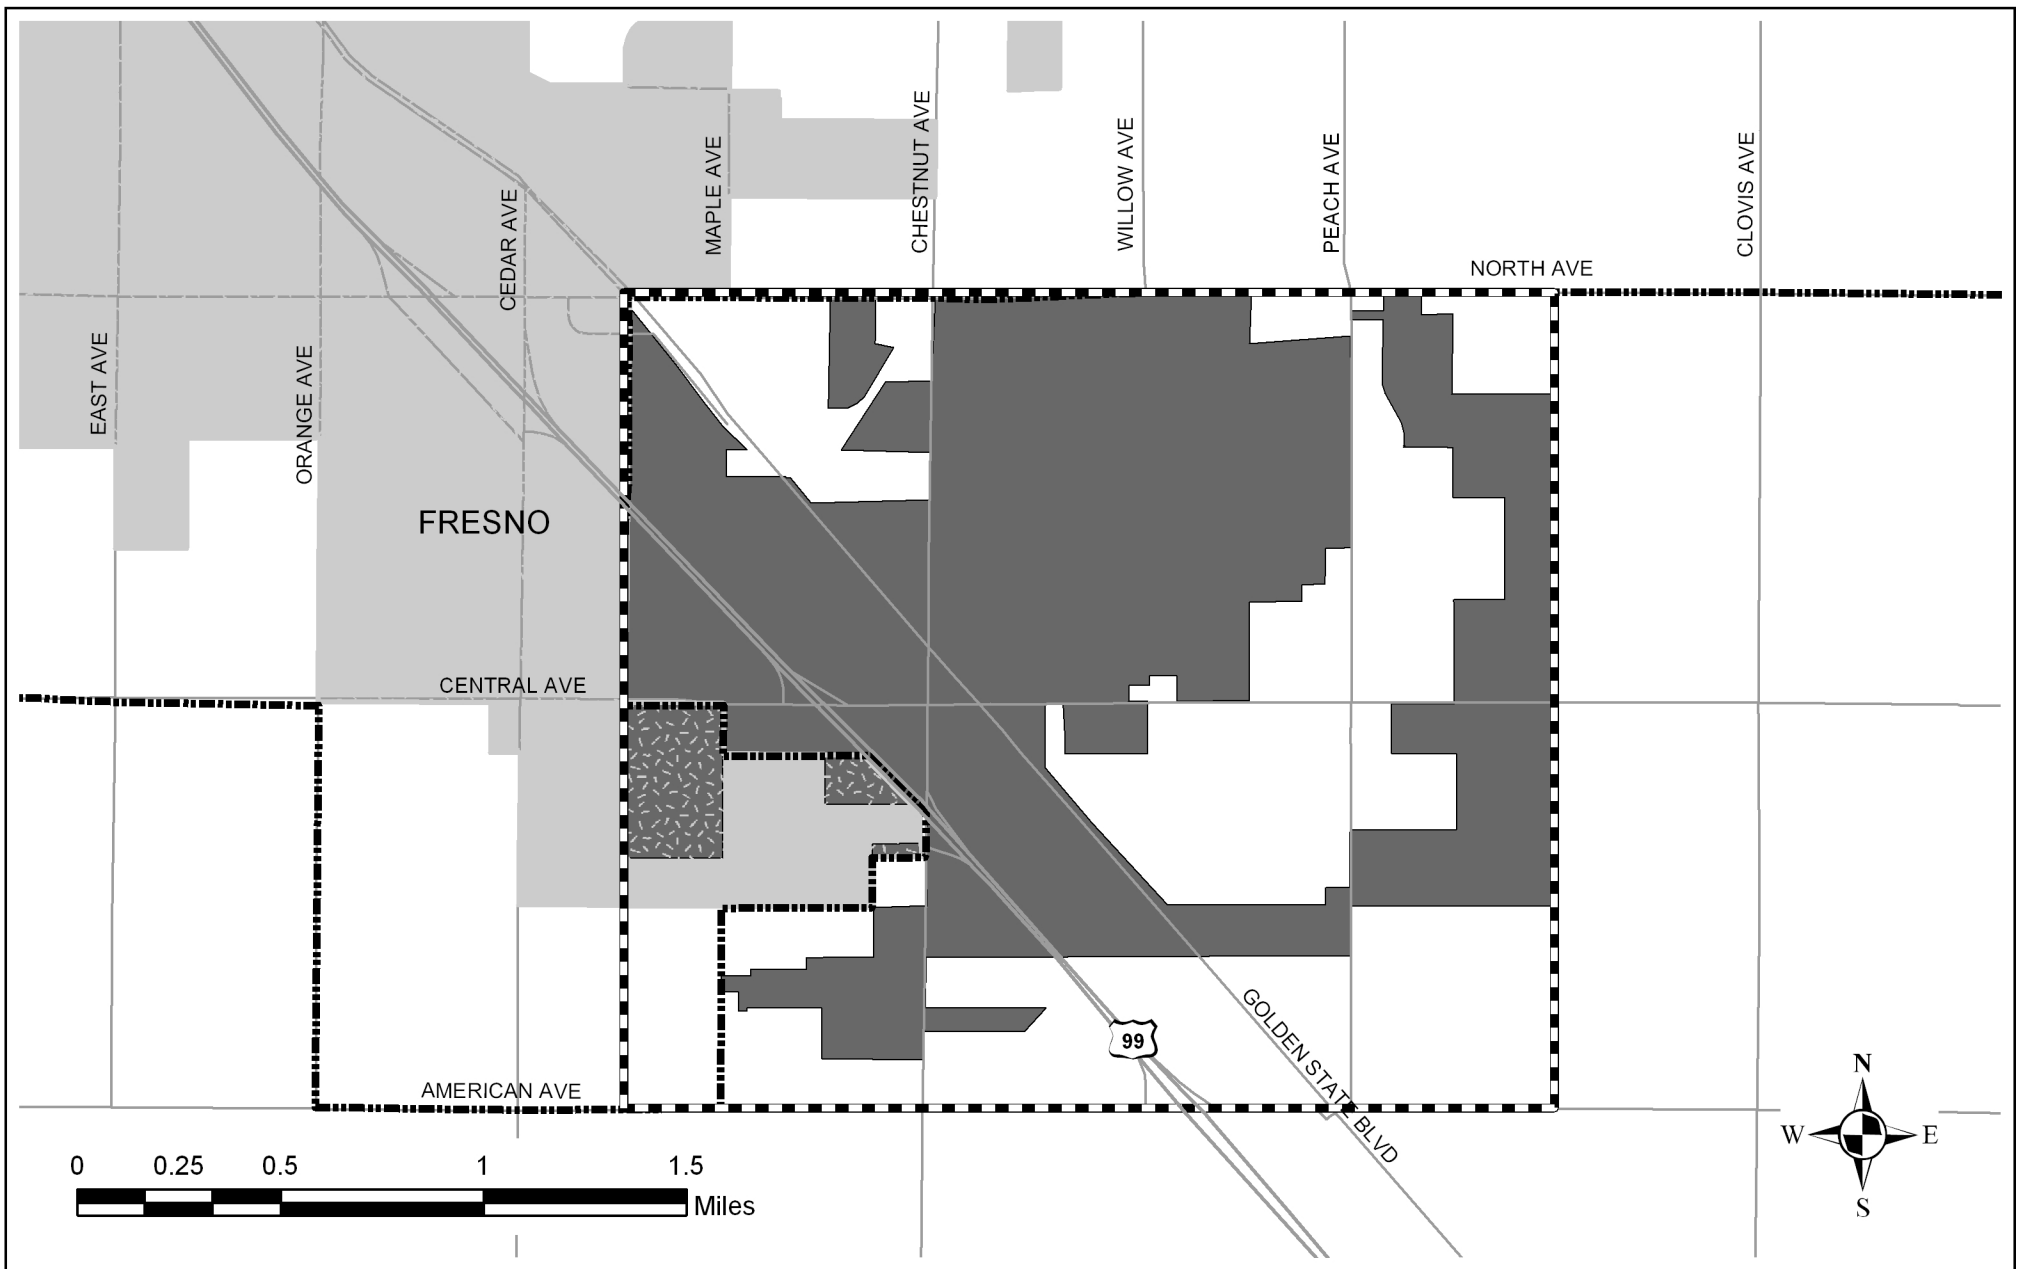 CHESTNUT AVE
WILLOW AVE
MAPLE AVE
PEACH AVE
CLOVIS AVE
CEDAR AVE
NORTH AVE
EAST AVE
ORANGE AVE
FRESNO
CENTRAL AVE
GOLDEN STATE BLVD
99
AMERICAN AVE
N
W E
S
0 0.25 0.5 1 1.5
Miles